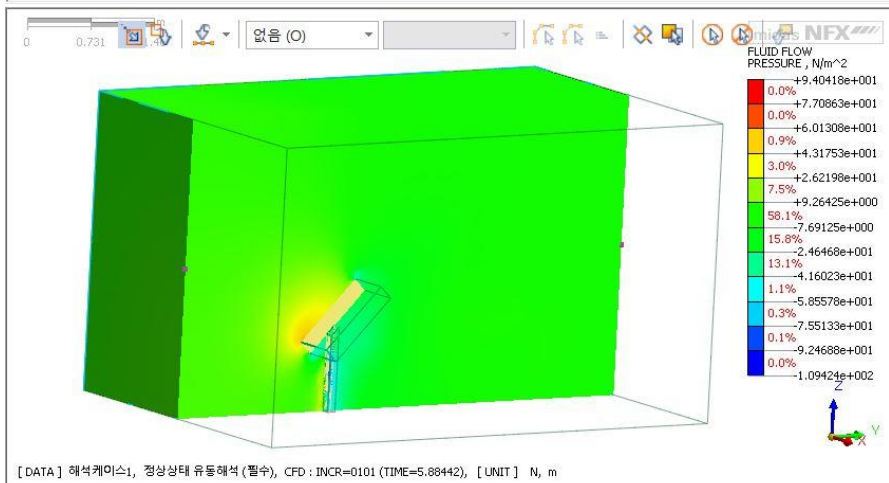 0 0.731
없음 (O)
midas NFX
FLUID FLOW
PRESSURE , N/m^2
+9.40418e+001
0.0%
+7.70863e+001
0.0%
+6.01308e+001
0.9%
+4.31753e+001
3.0%
+2.62198e+001
7.5%
+9.26425e+000
58.1%
-7.69125e+000
15.8%
-2.46468e+001
13.1%
-4.16023e+001
1.1%
-5.85578e+001
0.3%
-7.55133e+001
0.1%
-9.24688e+001
0.0%
-1.09424e+002
Z
Y
X
[ DATA ] 해석케이스1, 정상상태 유동해석 (필수), CFD : INCR=0101 (TIME=5.88442), [ UNIT ] N, m